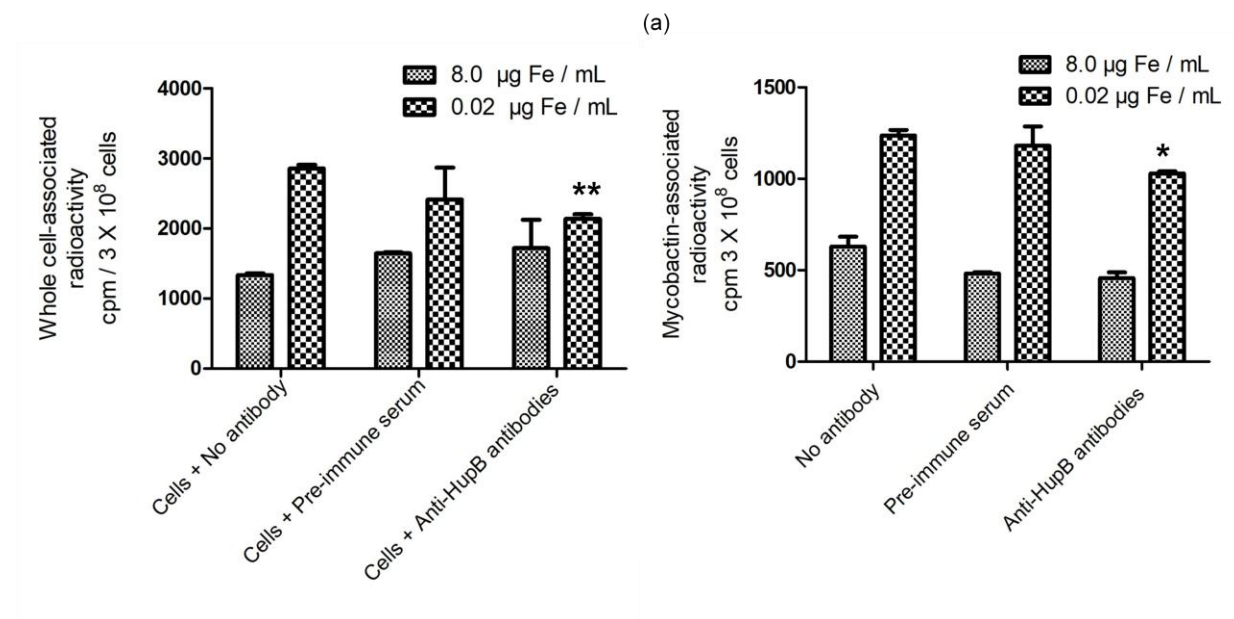 (a)
8.0 µg Fe / mL
0.02 µg Fe / mL
4000
3000
2000
1000
0
Whole cell-associated
radioactivity
cpm / 3 X 10⁸ cells
**
Cells + No antibody
Cells + Pre-immune serum
Cells + Anti-HupB antibodies
8.0 µg Fe / mL
0.02 µg Fe / mL
1500
1000
500
0
Mycobactin-associated
radioactivity
cpm 3 X 10⁸ cells
*
No antibody
Pre-immune serum
Anti-HupB antibodies